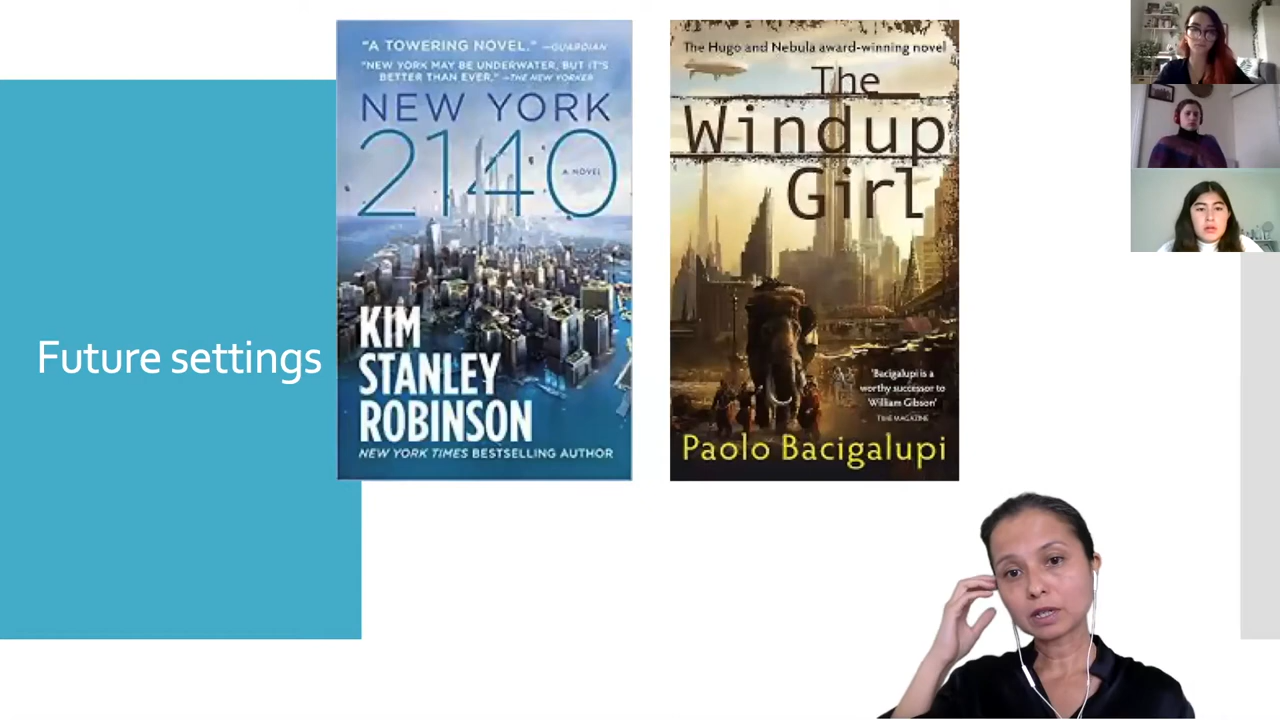 Future settings
"A TOWERING NOVEL." —GUARDIAN
"NEW YORK MAY BE UNDERWATER, BUT IT'S
BETTER THAN EVER." —THE NEW YORKER
NEW YORK
2140
A NOVEL
KIM
STANLEY
ROBINSON
NEW YORK TIMES BESTSELLING AUTHOR
The Hugo and Nebula award-winning novel
The
Windup
Girl
'Bacigalupi is a
worthy successor to
William Gibson'
TIME MAGAZINE
Paolo Bacigalupi